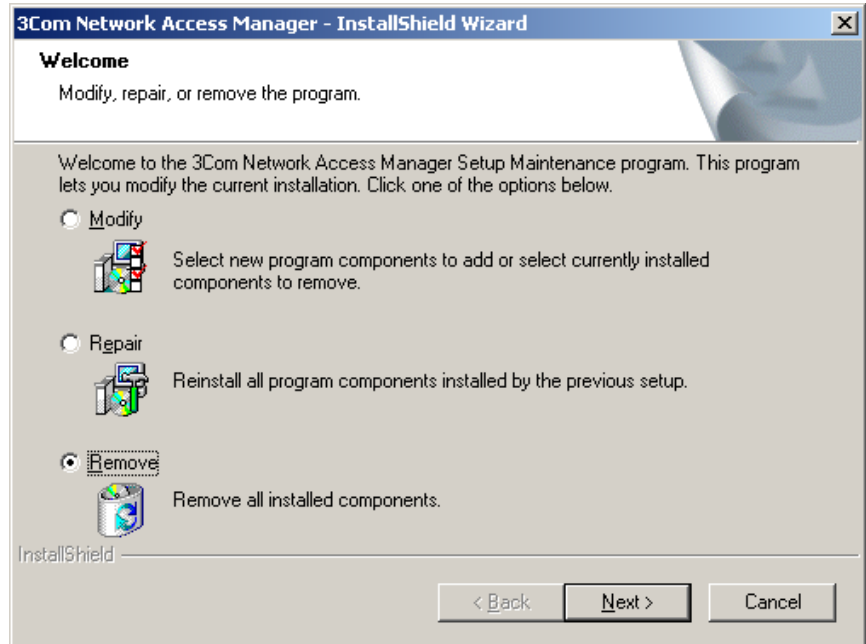 3Com Network Access Manager - InstallShield Wizard
Welcome
Modify, repair, or remove the program.
Welcome to the 3Com Network Access Manager Setup Maintenance program. This program
lets you modify the current installation. Click one of the options below.
Modify
Select new program components to add or select currently installed
components to remove.
Repair
Reinstall all program components installed by the previous setup.
Remove
Remove all installed components.
InstallShield
< Back
Next >
Cancel